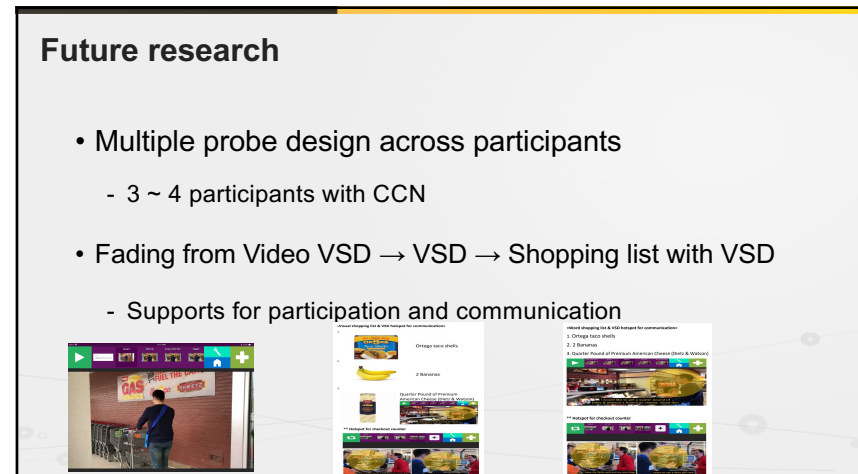 Future research
• Multiple probe design across participants
- 3 ~ 4 participants with CCN
• Fading from Video VSD → VSD → Shopping list with VSD
- Supports for participation and communication
GAS
FUEL THE
Ortega taco shells
2 Bananas
Quarter Pound of Premium
American Cheese (Dietz & Watson)
** Hotspot for checkout counter
1. Ortega taco shells
2. 2 Bananas
3. Quarter Pound of Premium American Cheese (Dietz & Watson)
** Hotspot for checkout counter